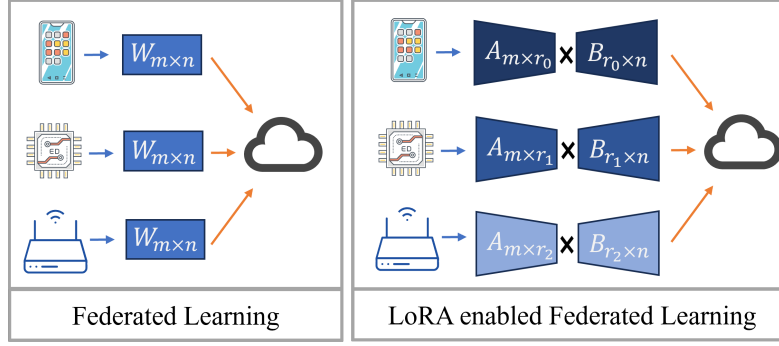 W_{m×n}
W_{m×n}
ED
W_{m×n}
Federated Learning
A_{m×r_0} × B_{r_0×n}
A_{m×r_1} × B_{r_1×n}
ED
A_{m×r_2} × B_{r_2×n}
LoRA enabled Federated Learning